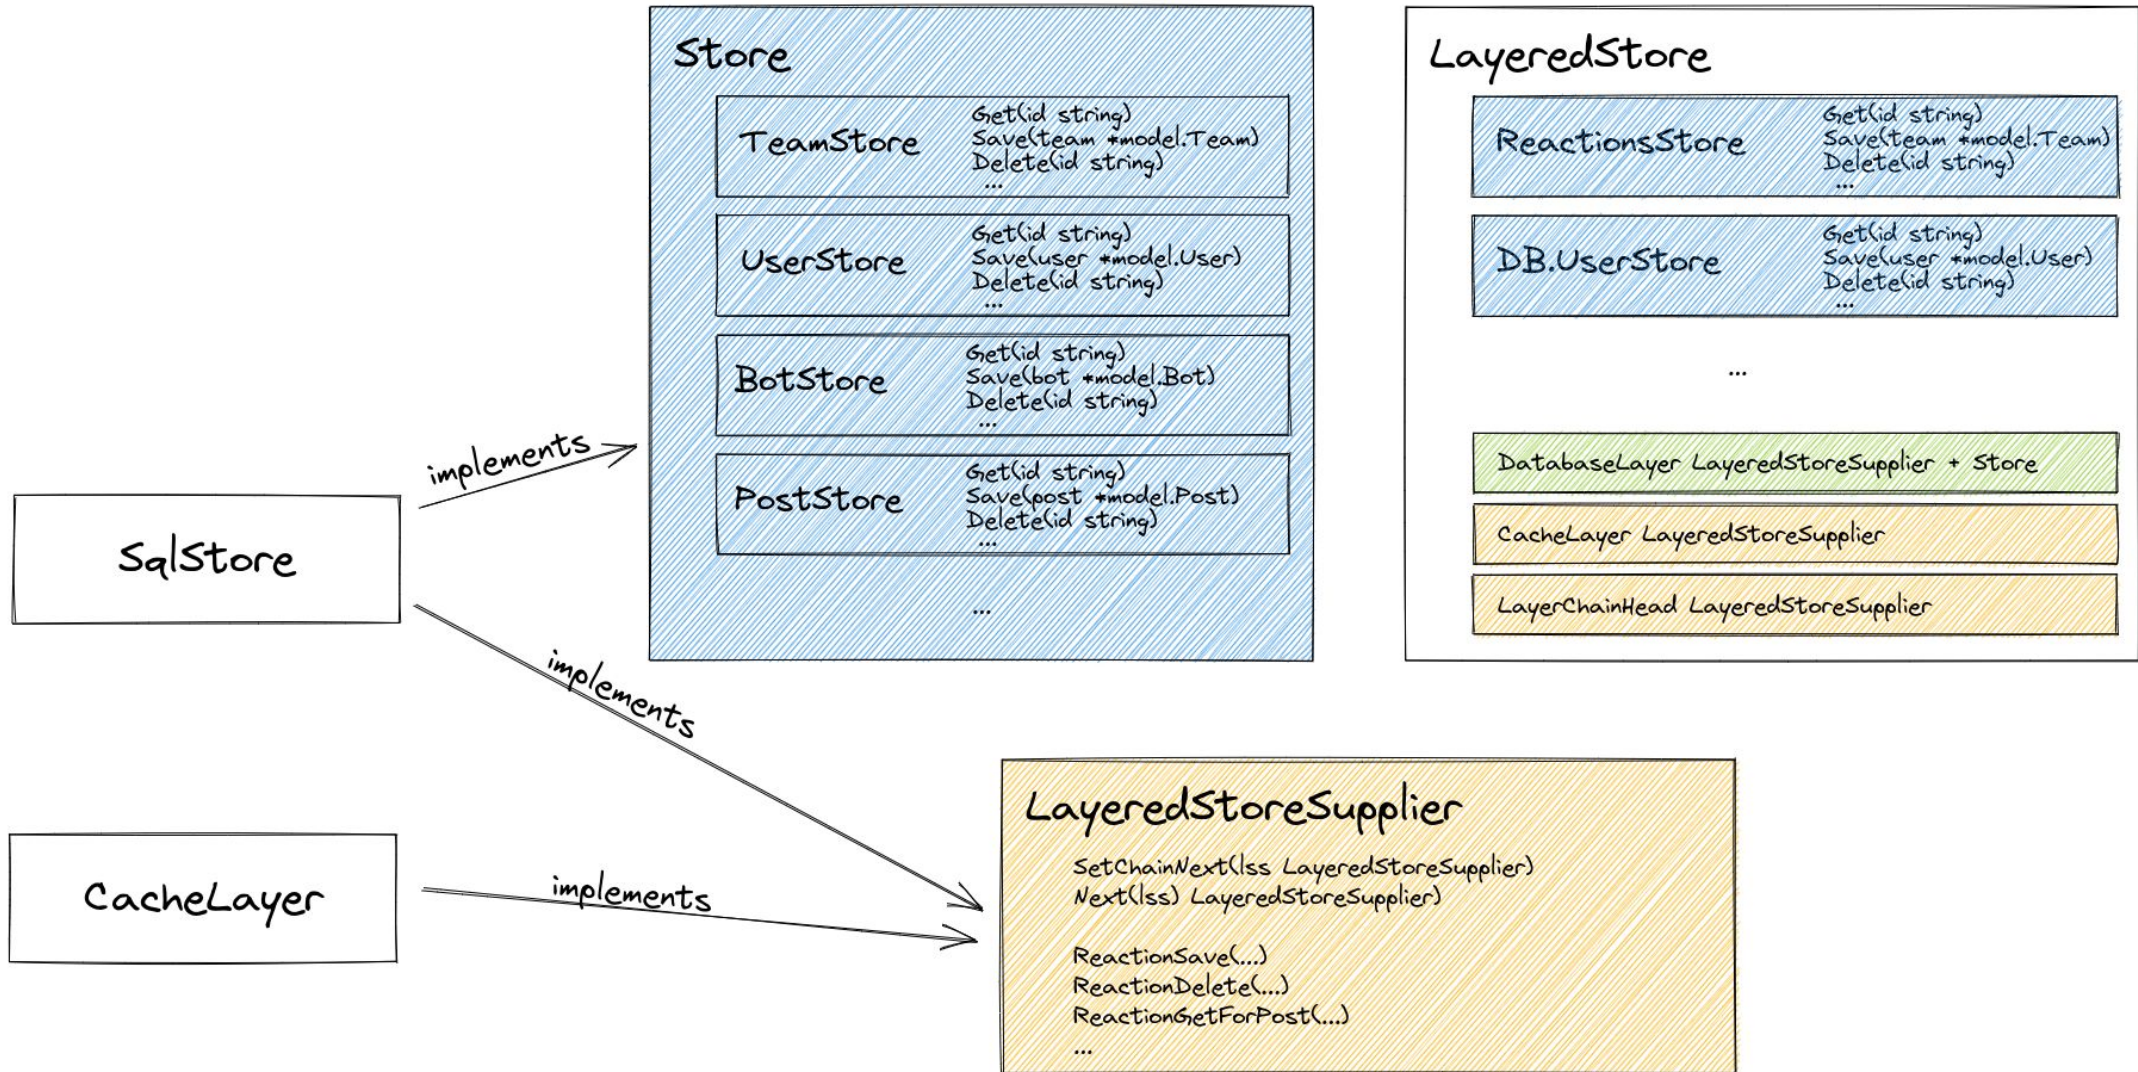 Store
TeamStore
Get(id string)
Save(team *model.Team)
Delete(id string)
...
UserStore
Get(id string)
Save(user *model.User)
Delete(id string)
...
BotStore
Get(id string)
Save(bot *model.Bot)
Delete(id string)
...
PostStore
Get(id string)
Save(post *model.Post)
Delete(id string)
...
...
LayeredStore
ReactionsStore
Get(id string)
Save(team *model.Team)
Delete(id string)
...
DB.UserStore
Get(id string)
Save(user *model.User)
Delete(id string)
...
...
DatabaseLayer LayeredStoreSupplier + Store
CacheLayer LayeredStoreSupplier
LayerChainHead LayeredStoreSupplier
implements
SqlStore
implements
CacheLayer
implements
LayeredStoreSupplier
SetChainNext(lss LayeredStoreSupplier)
Next(lss) LayeredStoreSupplier)
ReactionSave(...)
ReactionDelete(...)
ReactionGetForPost(...)
...